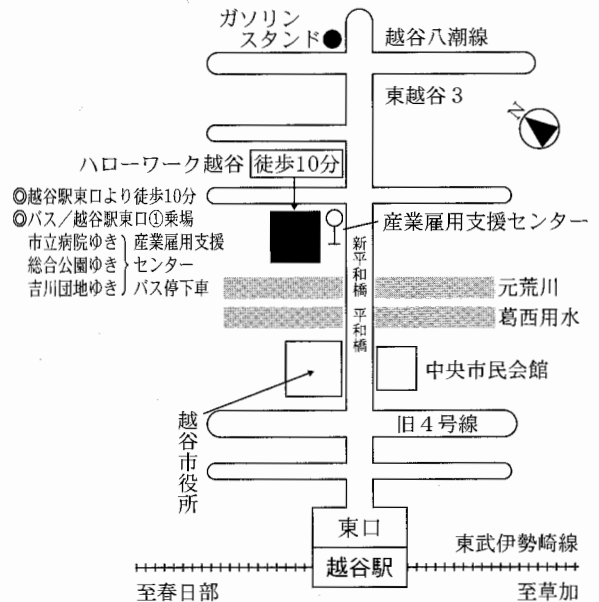 ガソリン
スタンド
越谷八潮線
東越谷3
N
ハローワーク越谷 徒歩10分
◎越谷駅東口より徒歩10分
◎バス／越谷駅東口①乗場
市立病院ゆき
総合公園ゆき
吉川団地ゆき
産業雇用支援
センター
バス停下車
産業雇用支援センター
新平和橋
元荒川
平和橋
葛西用水
中央市民会館
越谷市役所
旧4号線
東口
越谷駅
東武伊勢崎線
至春日部
至草加